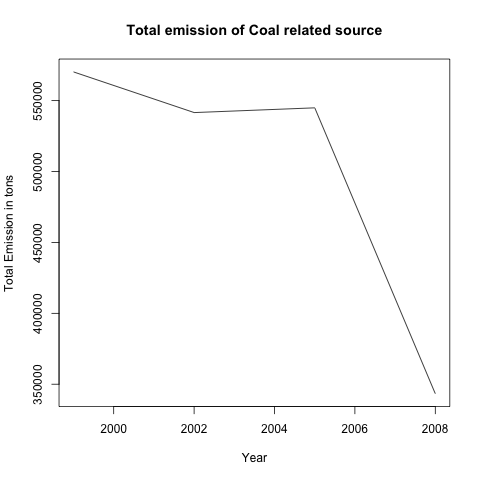 Total emission of Coal related source
Total Emission in tons
550000
500000
450000
400000
350000
2000 2002 2004 2006 2008
Year